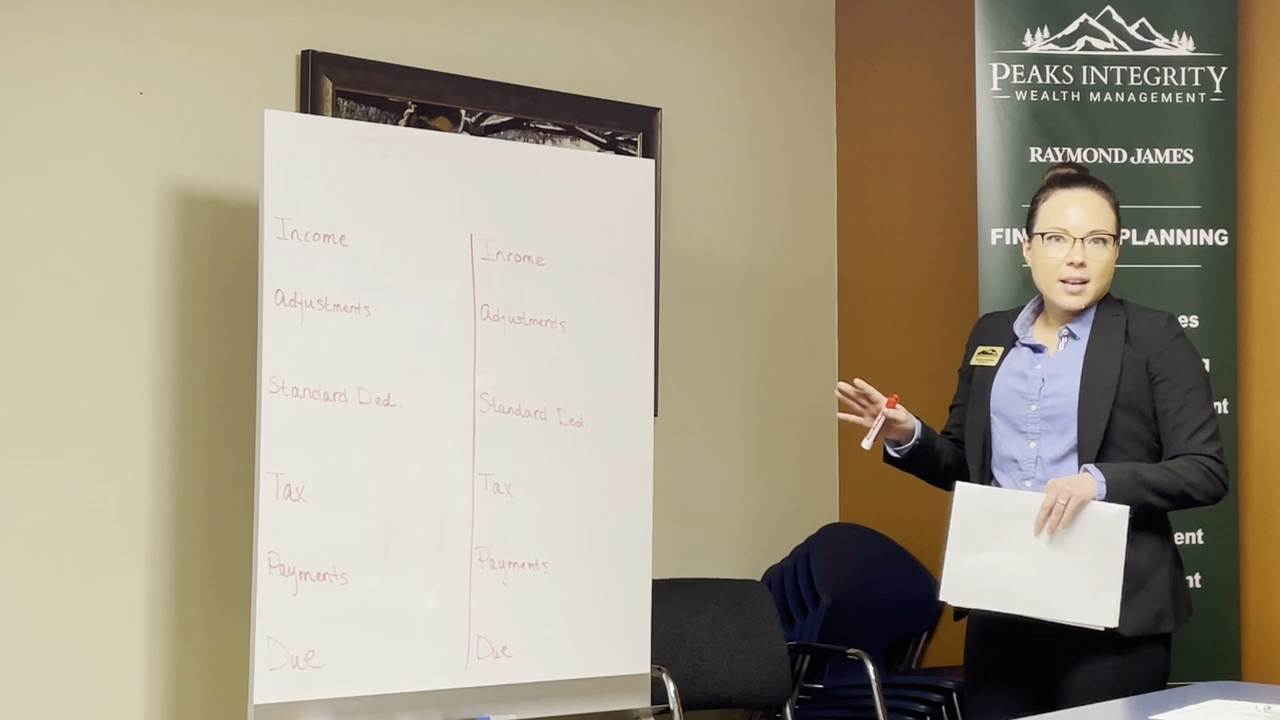 Income
Adjustments
Standard Ded.
Tax
Payments
Due
Income
Adjustments
Standard Ded.
Tax
Payments
Due
PEAKS INTEGRITY
WEALTH MANAGEMENT
RAYMOND JAMES
PLANNING